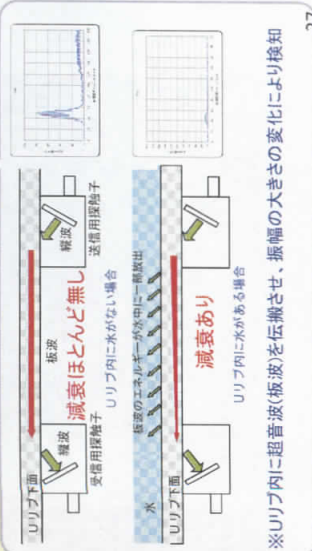 板波
Uリブ下面
減衰ほとんど無し
縦波
縦波
受信用探触子
送信用探触子
Uリブ内に水がない場合
板波のエネルギーが水中に一部放出
水
Uリブ下面
減衰あり
Uリブ内に水がある場合
※Uリブ内に超音波(板波)を伝搬させ、振幅の大きさの変化により検知
27